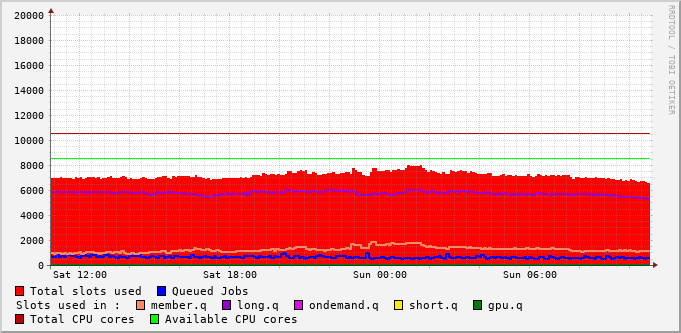 20000
18000
16000
14000
12000
10000
8000
6000
4000
2000
0
Sat 12:00 Sat 18:00 Sun 00:00 Sun 06:00
Total slots used Queued Jobs
Slots used in : member.q long.q ondemand.q short.q gpu.q
Total CPU cores Available CPU cores
RRDTOOL / TOBI OETIKER